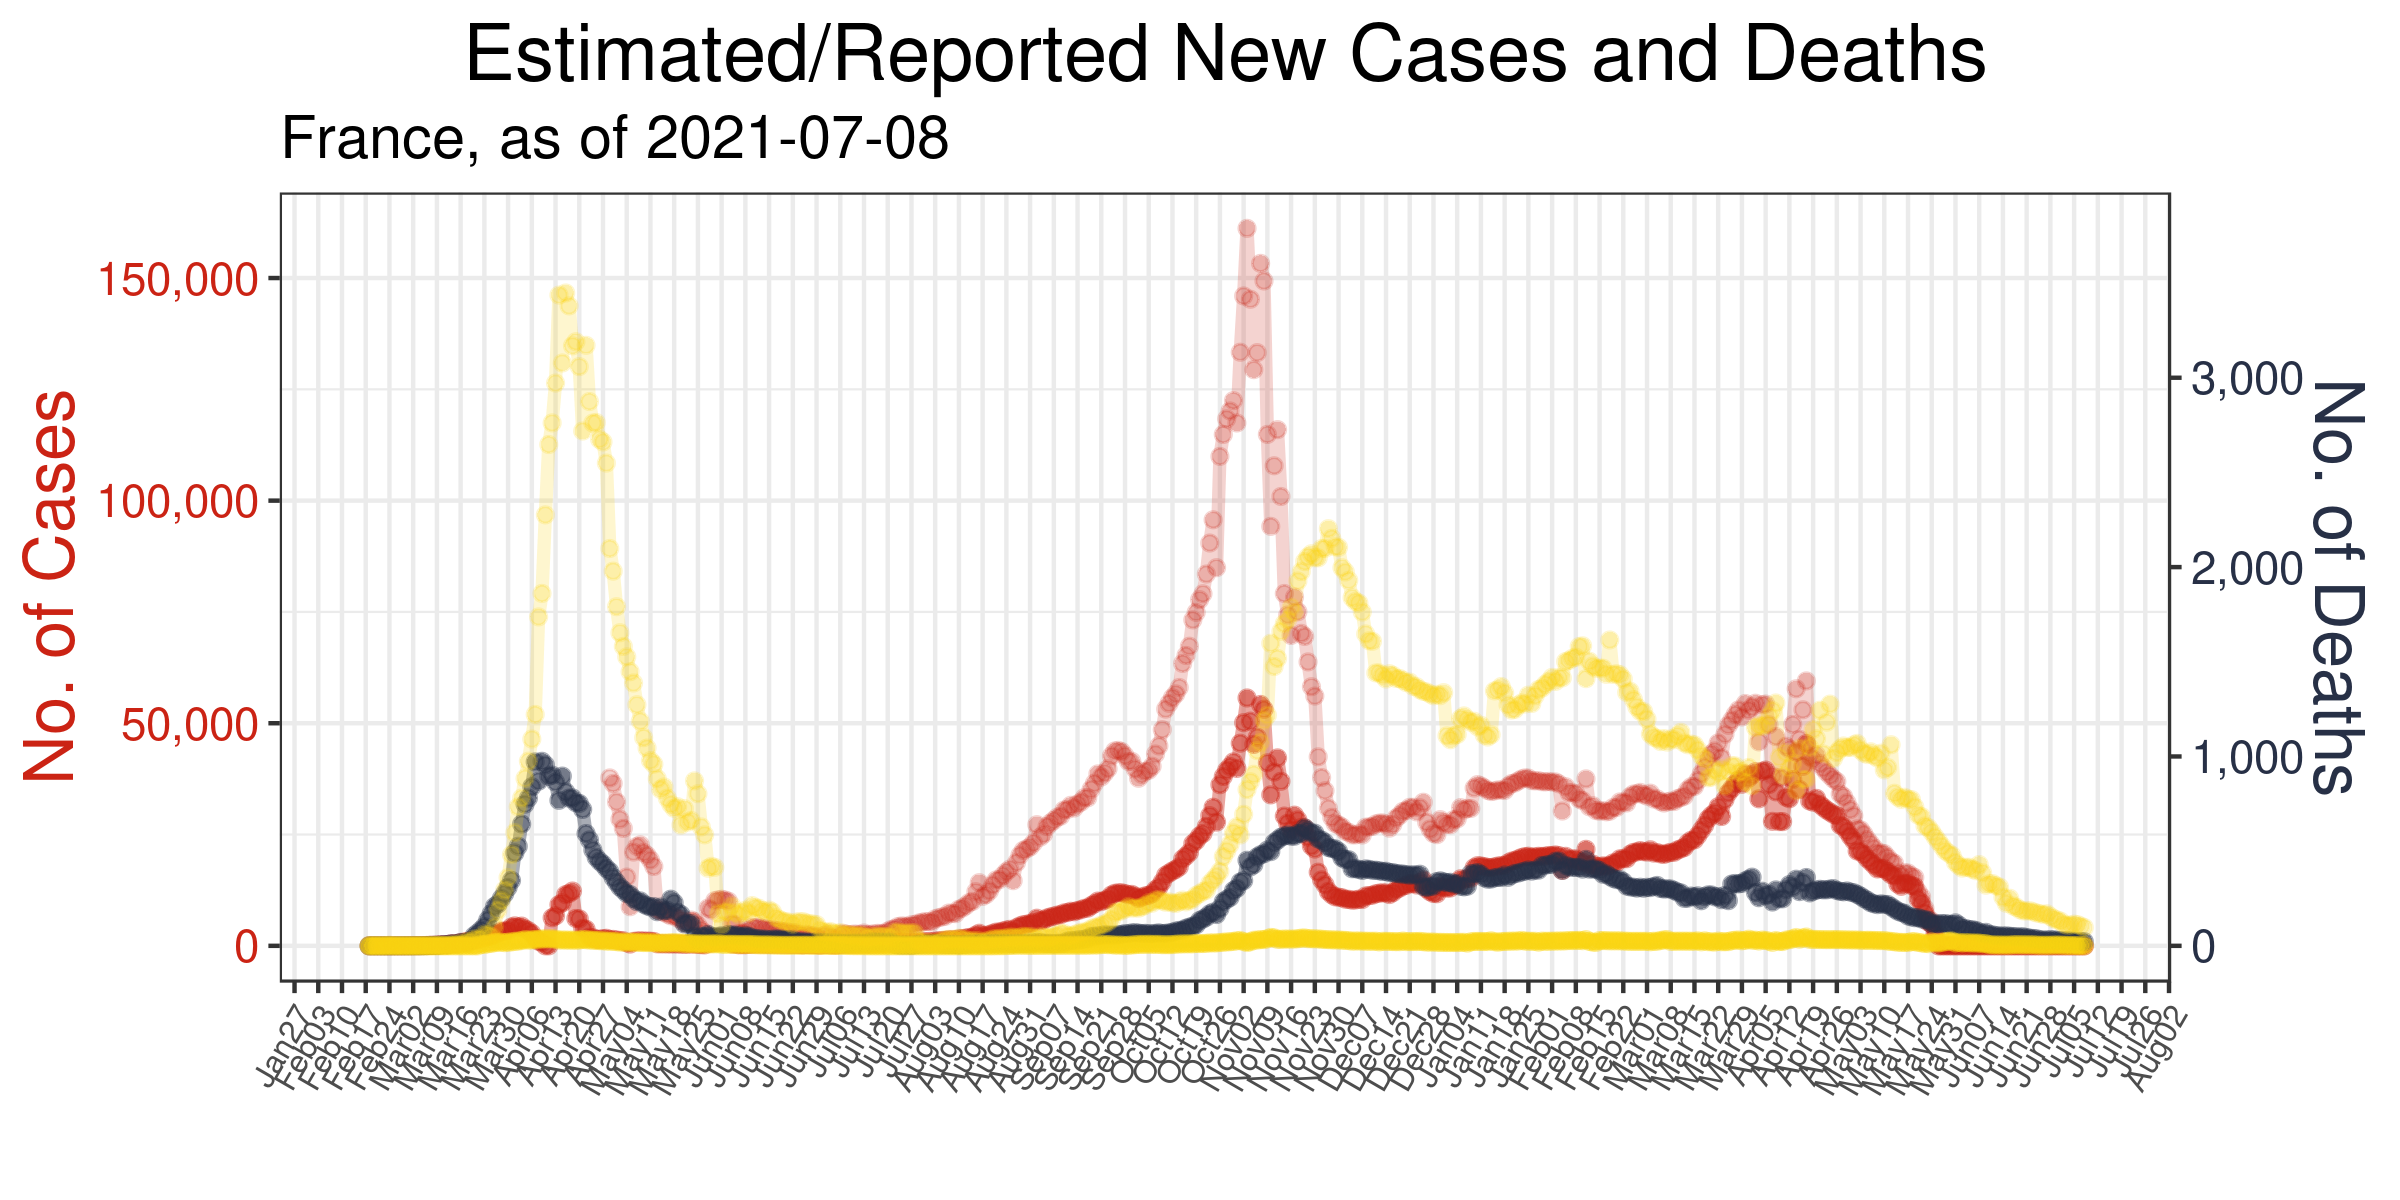 Estimated/Reported New Cases and Deaths
France, as of 2021-07-08
No. of Cases
150,000
100,000
50,000
0
3,000
2,000
1,000
0
No. of Deaths
Jan27
Feb03
Feb10
Feb17
Feb24
Mar02
Mar09
Mar16
Mar23
Mar30
Apr06
Apr13
Apr20
Apr27
May04
May11
May18
May25
Jun01
Jun08
Jun15
Jun22
Jun29
Jul06
Jul13
Jul20
Jul27
Aug03
Aug10
Aug17
Aug24
Aug31
Sep07
Sep14
Sep21
Sep28
Oct05
Oct12
Oct19
Oct26
Nov02
Nov09
Nov16
Nov23
Nov30
Dec07
Dec14
Dec21
Dec28
Jan04
Jan11
Jan18
Jan25
Feb01
Feb08
Feb15
Feb22
Mar01
Mar08
Mar15
Mar22
Mar29
Apr05
Apr12
Apr19
Apr26
May03
May10
May17
May24
May31
Jun07
Jun14
Jun21
Jun28
Jul05
Jul12
Jul19
Jul26
Aug02